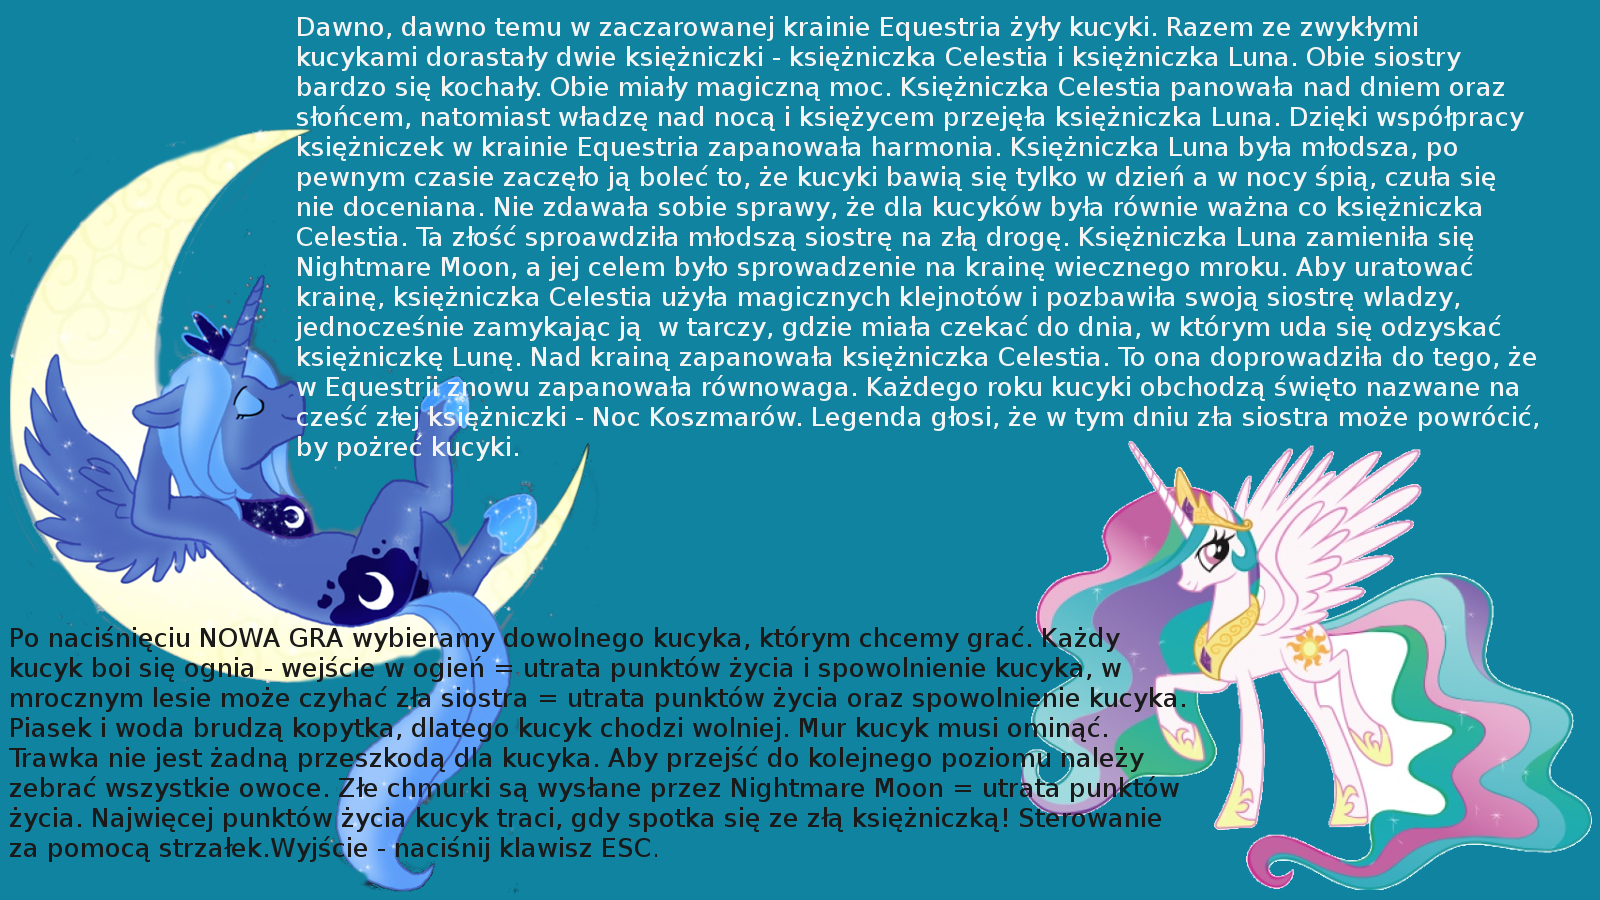 Dawno, dawno temu w zaczarowanej krainie Equestria żyły kucyki. Razem ze zwykłymi
kucykami dorastały dwie księżniczki - księżniczka Celestia i księżniczka Luna. Obie siostry
bardzo się kochały. Obie miały magiczną moc. Księżniczka Celestia panowała nad dniem oraz
słońcem, natomiast władzę nad nocą i księżycem przejęła księżniczka Luna. Dzięki współpracy
księżniczek w krainie Equestria zapanowała harmonia. Księżniczka Luna była młodsza, po
pewnym czasie zaczęło ją boleć to, że kucyki bawią się tylko w dzień a w nocy śpią, czuła się
nie doceniana. Nie zdawała sobie sprawy, że dla kucyków była równie ważna co księżniczka
Celestia. Ta złość sproawdziła młodszą siostrę na złą drogę. Księżniczka Luna zamieniła się
Nightmare Moon, a jej celem było sprowadzenie na krainę wiecznego mroku. Aby uratować
krainę, księżniczka Celestia użyła magicznych klejnotów i pozbawiła swoją siostrę wladzy,
jednocześnie zamykając ją  w tarczy, gdzie miała czekać do dnia, w którym uda się odzyskać
księżniczkę Lunę. Nad krainą zapanowała księżniczka Celestia. To ona doprowadziła do tego, że
w Equestrii znowu zapanowała równowaga. Każdego roku kucyki obchodzą święto nazwane na
cześć złej księżniczki - Noc Koszmarów. Legenda głosi, że w tym dniu zła siostra może powrócić,
by pożreć kucyki.
Po naciśnięciu NOWA GRA wybieramy dowolnego kucyka, którym chcemy grać. Każdy
kucyk boi się ognia - wejście w ogień = utrata punktów życia i spowolnienie kucyka, w
mrocznym lesie może czyhać zła siostra = utrata punktów życia oraz spowolnienie kucyka.
Piasek i woda brudzą kopytka, dlatego kucyk chodzi wolniej. Mur kucyk musi ominąć.
Trawka nie jest żadną przeszkodą dla kucyka. Aby przejść do kolejnego poziomu należy
zebrać wszystkie owoce. Złe chmurki są wysłane przez Nightmare Moon = utrata punktów
życia. Najwięcej punktów życia kucyk traci, gdy spotka się ze złą księżniczką! Sterowanie
za pomocą strzałek.Wyjście - naciśnij klawisz ESC.